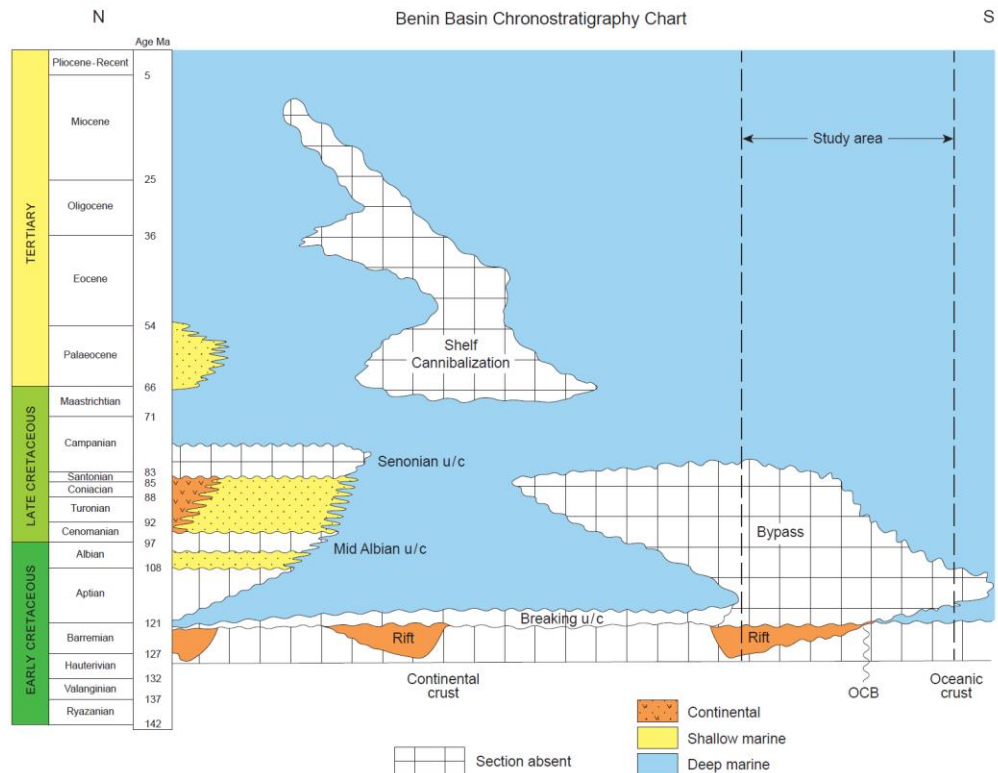 N
Benin Basin Chronostratigraphy Chart
S
Age Ma
TERTIARY
Pliocene-Recent
5
Miocene
25
Oligocene
36
Eocene
54
Palaeocene
66
LATE CRETACEOUS
Maastrichtian
71
Campanian
83
Santonian
85
Coniacian
88
Turonian
92
Cenomanian
97
EARLY CRETACEOUS
Albian
108
Aptian
121
Barremian
127
Hauterivian
132
Valanginian
137
Ryazanian
142
Study area
Shelf
Cannibalization
Senonian u/c
Mid Albian u/c
Bypass
Breaking u/c
Rift
Rift
Continental
crust
OCB
Oceanic
crust
Section absent
Continental
Shallow marine
Deep marine